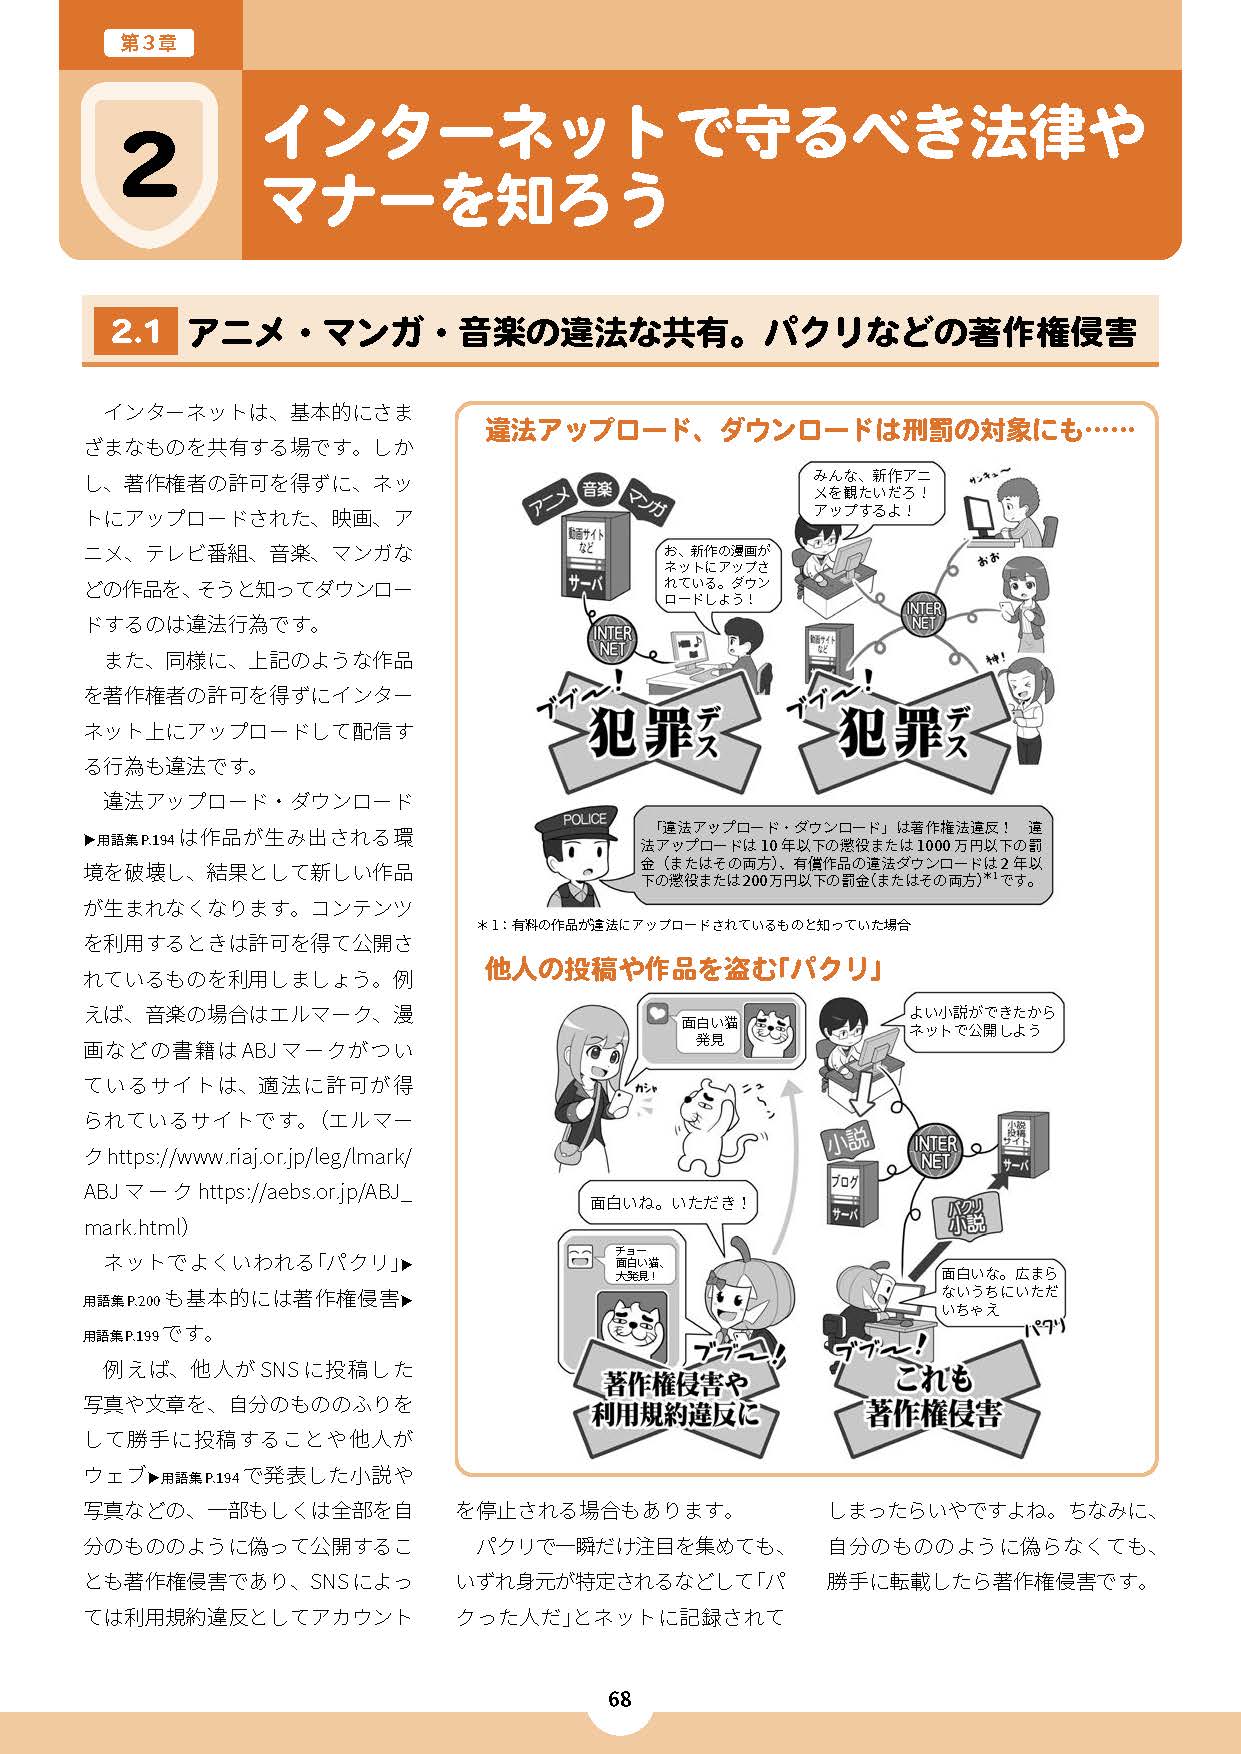 第3章
2
インターネットで守るべき法律や
マナーを知ろう
2.1 アニメ・マンガ・音楽の違法な共有。パクリなどの著作権侵害
インターネットは、基本的にさま
ざまなものを共有する場です。しか
し、著作権者の許可を得ずに、ネッ
トにアップロードされた、映画、ア
ニメ、テレビ番組、音楽、マンガな
どの作品を、そうと知ってダウンロー
ドするのは違法行為です。
また、同様に、上記のような作品
を著作権者の許可を得ずにインター
ネット上にアップロードして配信す
る行為も違法です。
違法アップロード・ダウンロード
▶用語集P.194は作品が生み出される環
境を破壊し、結果として新しい作品
が生まれなくなります。コンテンツ
を利用するときは許可を得て公開さ
れているものを利用しましょう。例
えば、音楽の場合はエルマーク、漫
画などの書籍はABJマークがつい
ているサイトは、適法に許可が得
られているサイトです。（エルマー
クhttps://www.riaj.or.jp/leg/lmark/
ABJマークhttps://aebs.or.jp/ABJ_
mark.html）
ネットでよくいわれる「パクリ」▶
用語集P.200も基本的には著作権侵害▶
用語集P.199です。
例えば、他人がSNSに投稿した
写真や文章を、自分のもののふりを
して勝手に投稿することや他人が
ウェブ▶用語集P.194で発表した小説や
写真などの、一部もしくは全部を自
分のもののように偽って公開するこ
とも著作権侵害であり、SNSによっ
ては利用規約違反としてアカウント
違法アップロード、ダウンロードは刑罰の対象にも……
アニメ
音楽
マンガ
動画サイト
など
サーバ
お、新作の漫画が
ネットにアップさ
れている。ダウン
ロードしよう！
INTER
NET
ブブ〜！
犯罪デス
みんな、新作アニ
メを観たいだろ！
アップするよ！
サンキュ〜
おお
神！
INTER
NET
動画サイト
など
ブブ〜！
犯罪デス
POLICE
「違法アップロード・ダウンロード」は著作権法違反！　違
法アップロードは10年以下の懲役または1000万円以下の罰
金（またはその両方）、有償作品の違法ダウンロードは2年以
下の懲役または200万円以下の罰金（またはその両方）＊1です。
＊1：有料の作品が違法にアップロードされているものと知っていた場合
他人の投稿や作品を盗む「パクリ」
面白い猫
発見
カシャ
ニュ〜
面白いね。いただき！
チョー
面白い猫、
大発見！
ブブ〜！
著作権侵害や
利用規約違反に
よい小説ができたから
ネットで公開しよう
小説
INTER
NET
小説
投稿
サイト
サーバ
ブログ
サーバ
パクリ
小説
面白いな。広まら
ないうちにいただ
いちゃえ
パクリ
ブブ〜！
これも
著作権侵害
を停止される場合もあります。
パクリで一瞬だけ注目を集めても、
いずれ身元が特定されるなどして「パ
クった人だ」とネットに記録されて
しまったらいやですよね。ちなみに、
自分のもののように偽らなくても、
勝手に転載したら著作権侵害です。
68